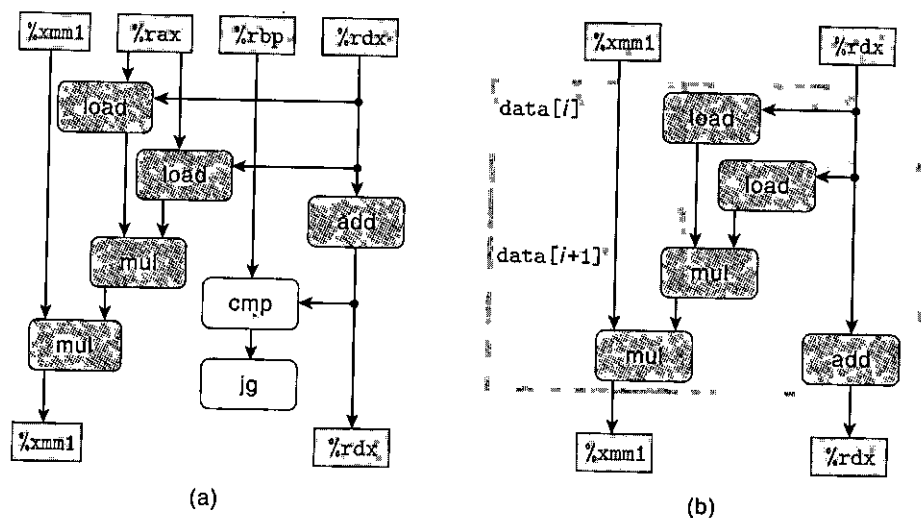 %xmm1 %rax %rbp %rdx
load
load
add
mul
cmp
mul
jg
%xmm1 %rdx
(a)
%xmm1 %rdx
data[i] load
load
data[i+1] mul
mul add
%xmm1 %rdx
(b)